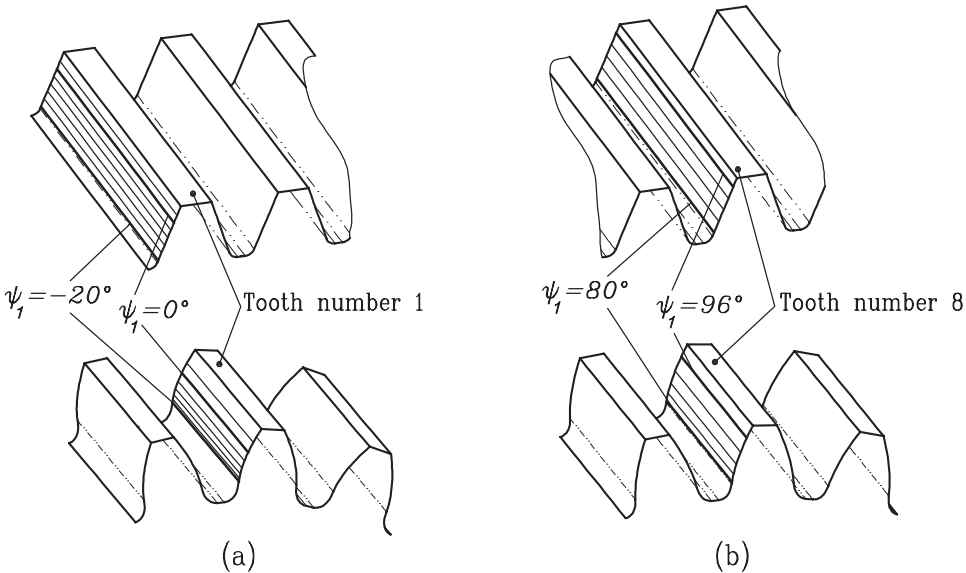 ψ₁=-20°
ψ₁=0°
Tooth number 1
ψ₁=80°
ψ₁=96°
Tooth number 8
(a)
(b)